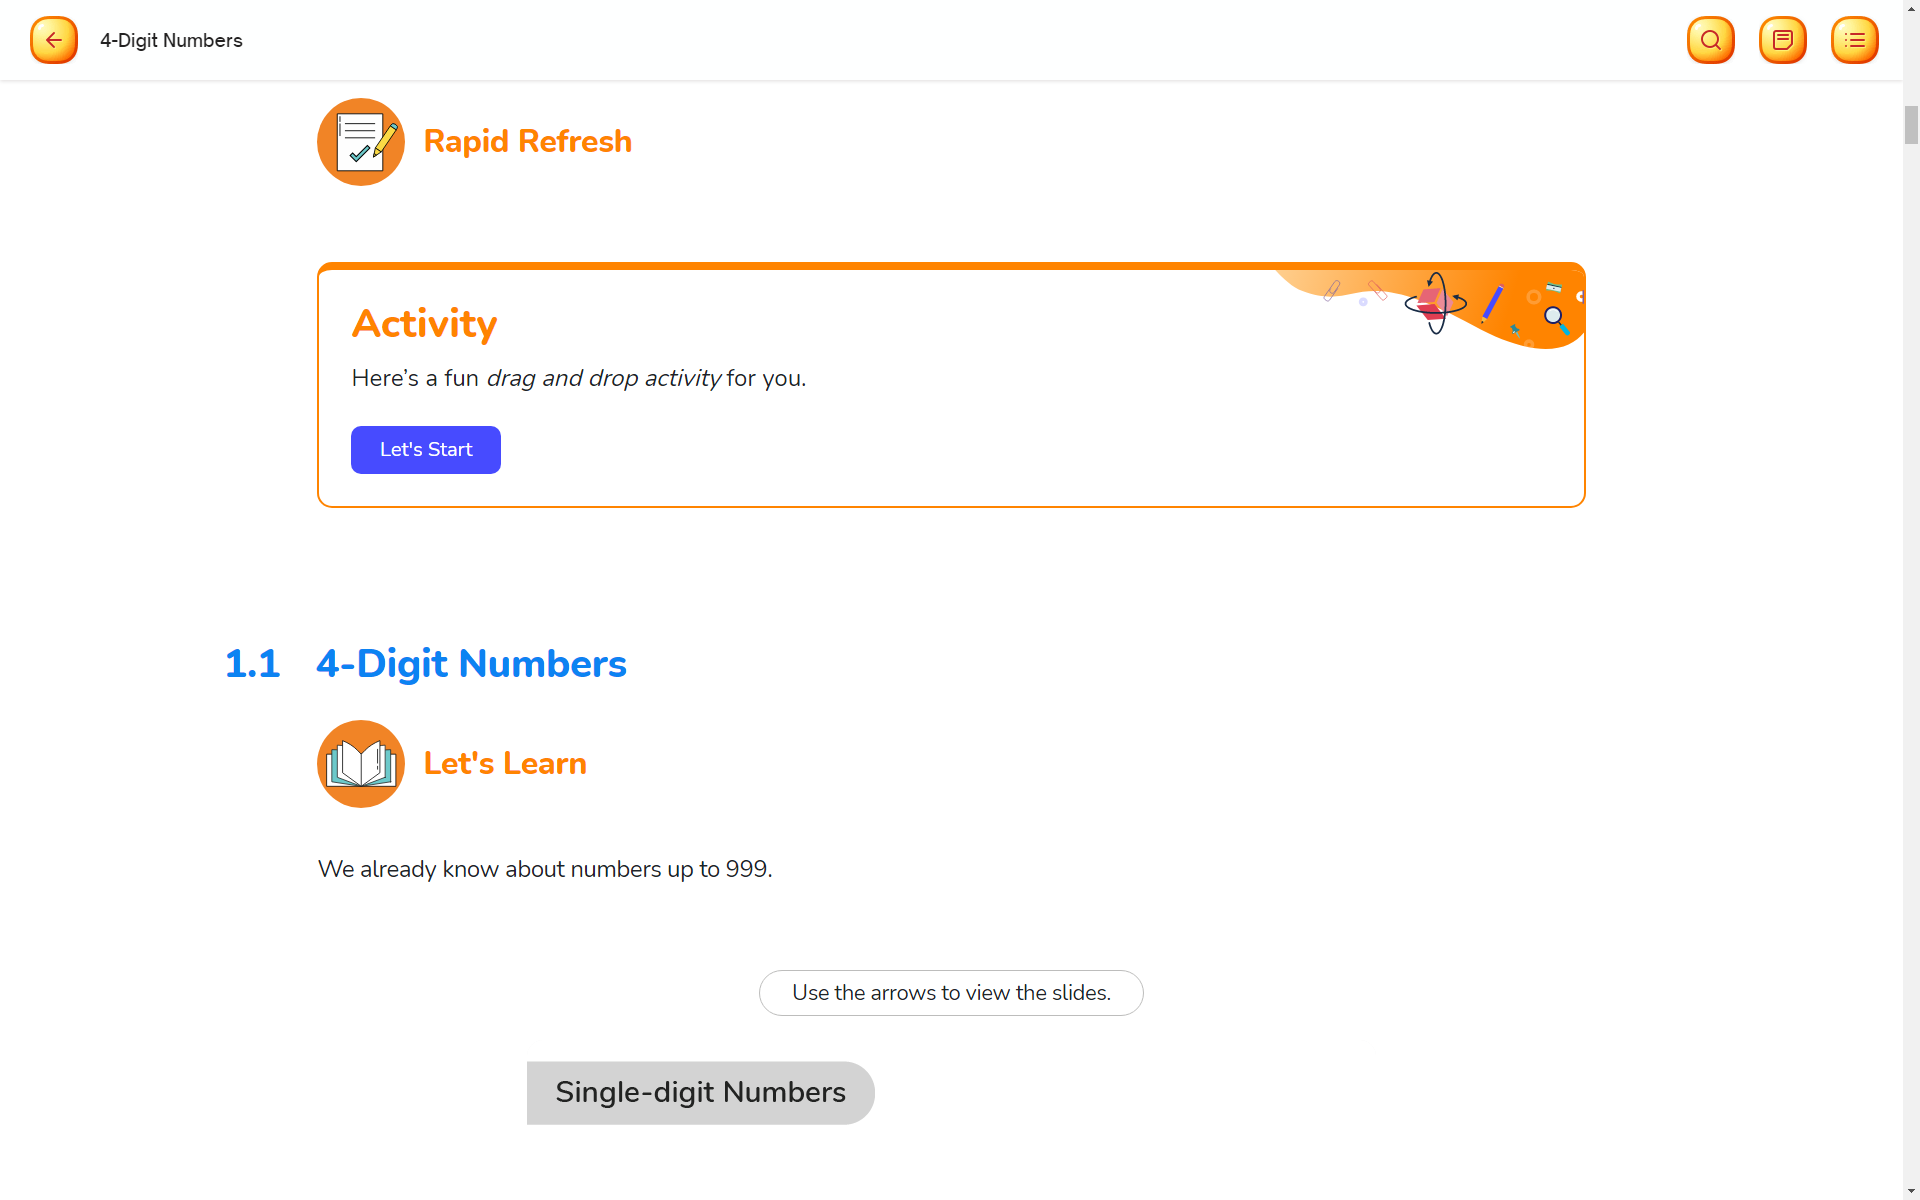 4-Digit Numbers
Rapid Refresh
Activity
Here’s a fun drag and drop activity for you.
Let's Start
1.1 4-Digit Numbers
Let's Learn
We already know about numbers up to 999.
Use the arrows to view the slides.
Single-digit Numbers